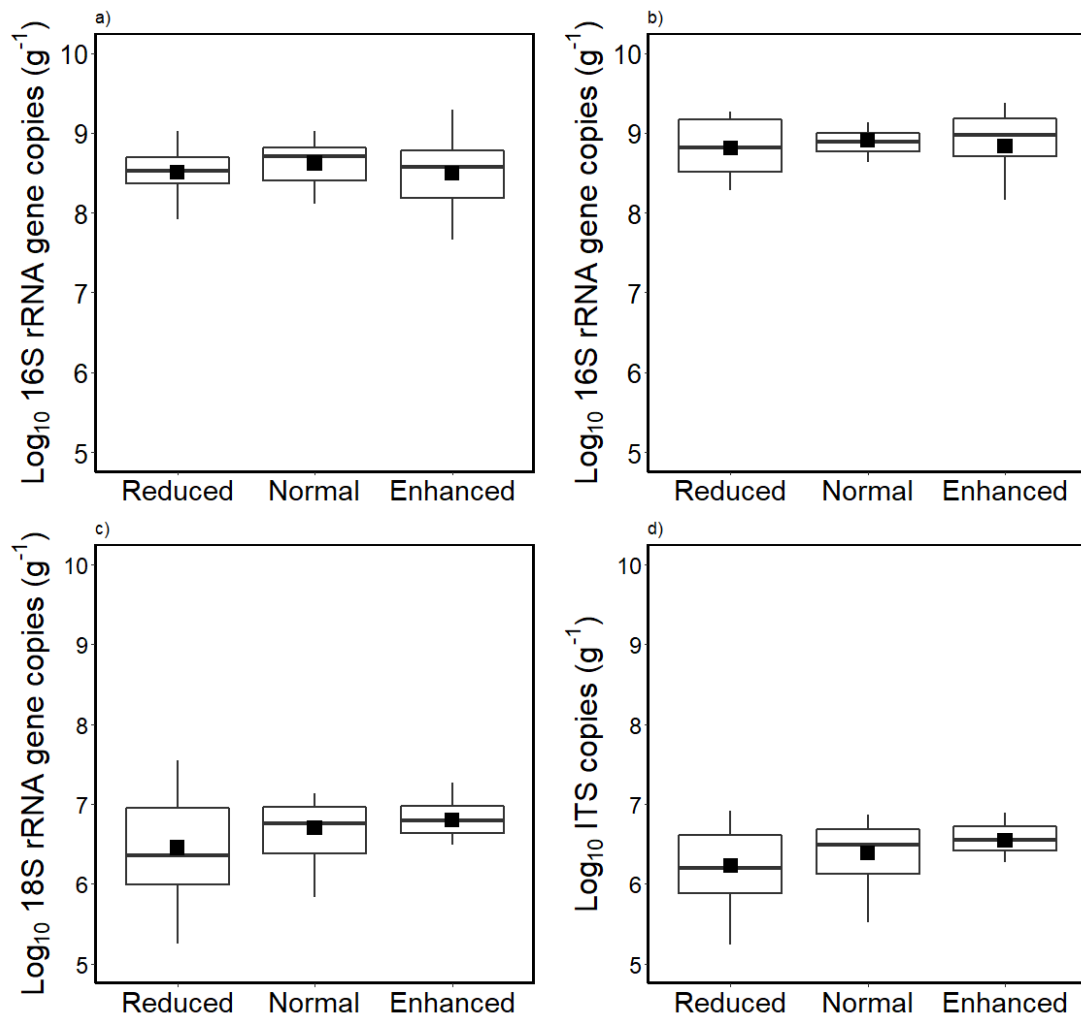 a)
Log₁₀ 16S rRNA gene copies (g⁻¹)
10
9
8
7
6
5
Reduced Normal Enhanced
b)
Log₁₀ 16S rRNA gene copies (g⁻¹)
10
9
8
7
6
5
Reduced Normal Enhanced
c)
Log₁₀ 18S rRNA gene copies (g⁻¹)
10
9
8
7
6
5
Reduced Normal Enhanced
d)
Log₁₀ ITS copies (g⁻¹)
10
9
8
7
6
5
Reduced Normal Enhanced